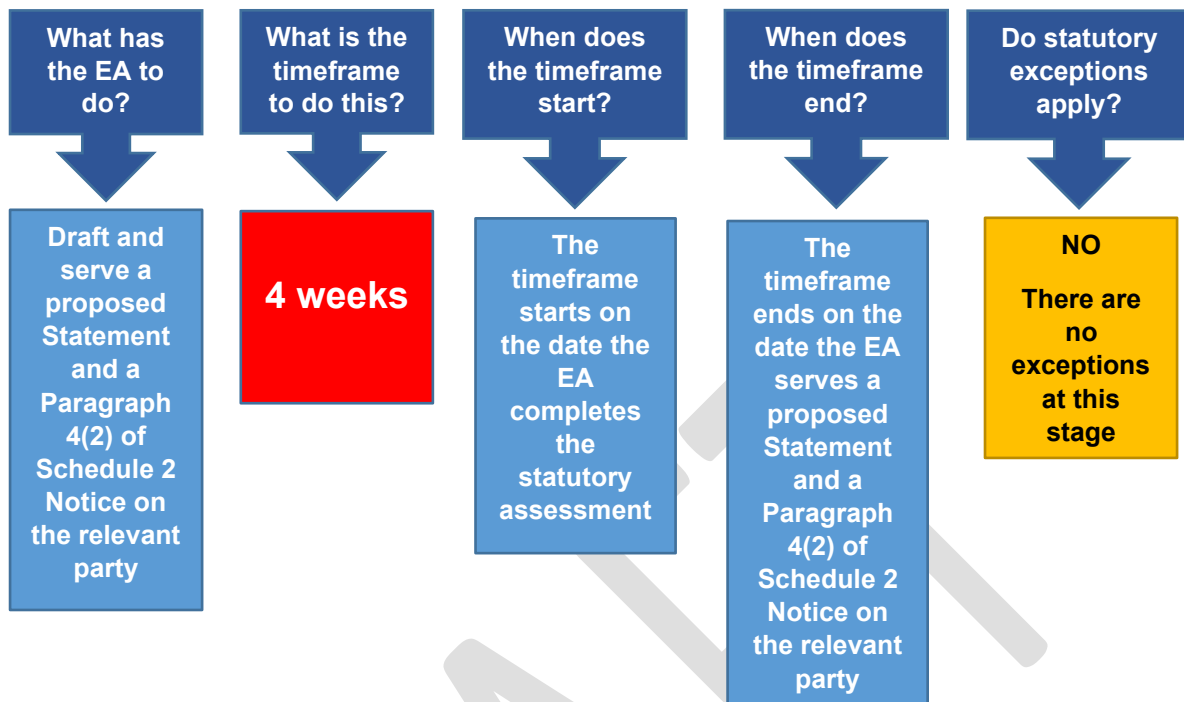 What has
the EA to
do?
What is the
timeframe
to do this?
When does
the timeframe
start?
When does
the timeframe
end?
Do statutory
exceptions
apply?
Draft and
serve a
proposed
Statement
and a
Paragraph
4(2) of
Schedule 2
Notice on
the relevant
party
4 weeks
The
timeframe
starts on
the date the
EA
completes
the
statutory
assessment
The
timeframe
ends on the
date the EA
serves a
proposed
Statement
and a
Paragraph
4(2) of
Schedule 2
Notice on
the relevant
party
NO
There are
no
exceptions
at this
stage